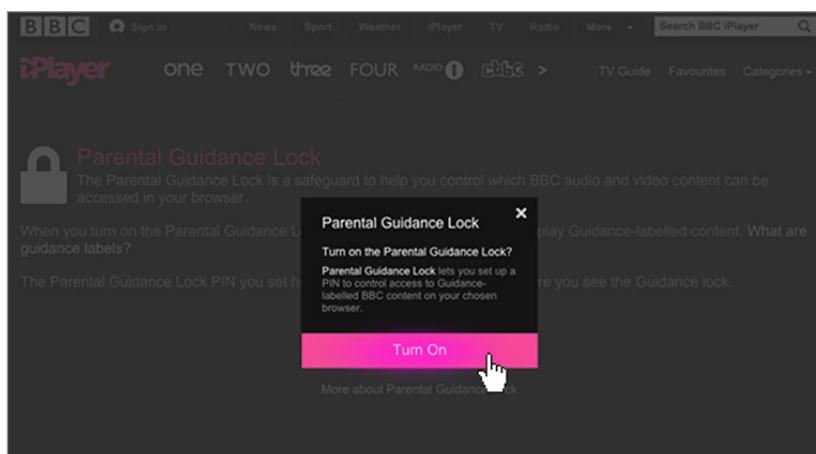 BBC Sign in News Sport Weather iPlayer TV Radio More Search BBC iPlayer
iPlayer one TWO three FOUR RADIO 1 cbbc > TV Guide Favourites Categories
Parental Guidance Lock
The Parental Guidance Lock is a safeguard to help you control which BBC audio and video content can be
accessed in your browser.
When you turn on the Parental Guidance L play Guidance-labelled content. What are
guidance labels?
The Parental Guidance Lock PIN you set h re you see the Guidance lock.
Parental Guidance Lock
Turn on the Parental Guidance Lock?
Parental Guidance Lock lets you set up a
PIN to control access to Guidance-
labelled BBC content on your chosen
browser.
Turn On
More about Parental Guidance Lock